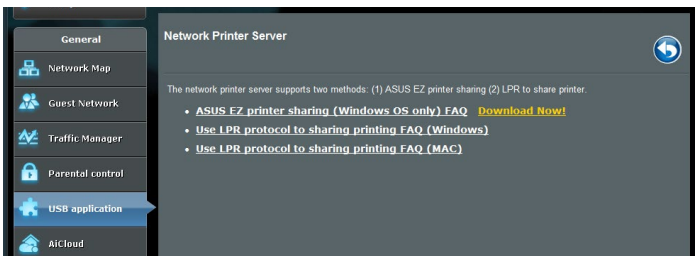 General
Network Map
Guest Network
Traffic Manager
Parental control
USB application
AiCloud
Network Printer Server
The network printer server supports two methods: (1) ASUS EZ printer sharing (2) LPR to share printer.
ASUS EZ printer sharing (Windows OS only) FAQ Download Now!
Use LPR protocol to sharing printing FAQ (Windows)
Use LPR protocol to sharing printing FAQ (MAC)